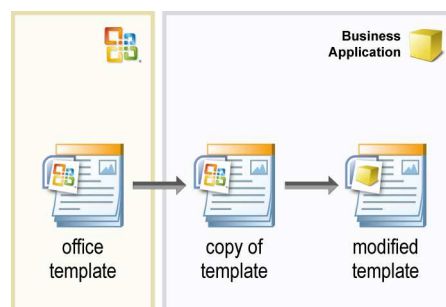 Business
Application
office
template
copy of
template
modified
template